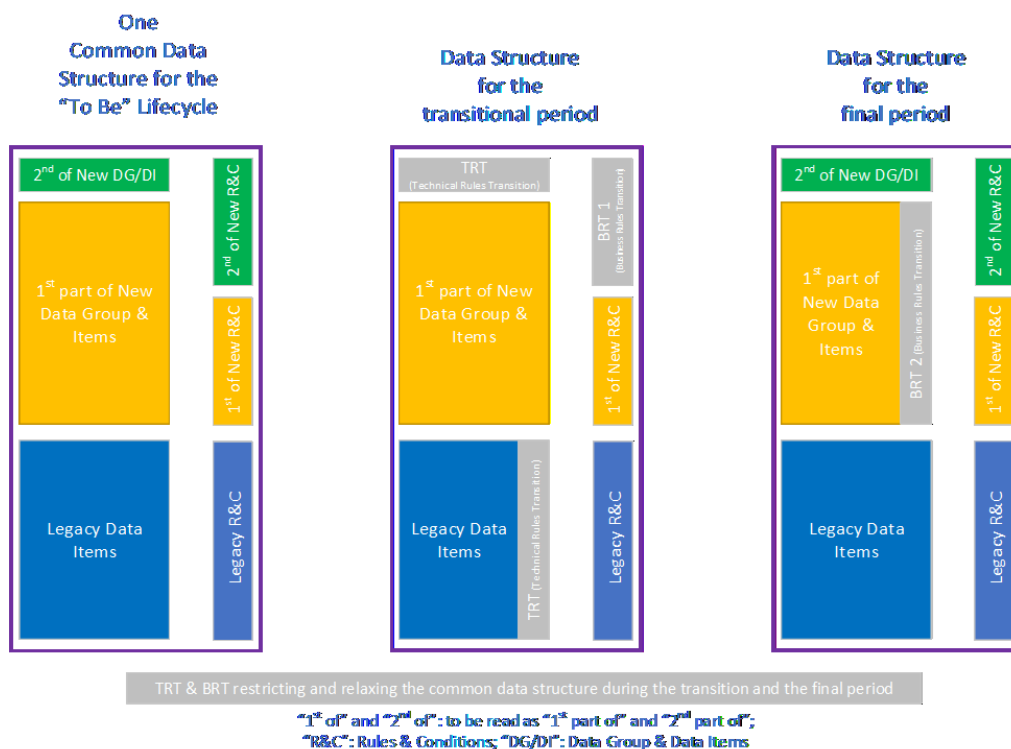 One
Common Data
Structure for the
“To Be” Lifecycle
2nd of New DG/DI
1st part of New
Data Group &
Items
Legacy Data
Items
2nd of New R&C
1st of New R&C
Legacy R&C
Data Structure
for the
transitional period
TRT
(Technical Rules Transition)
1st part of New
Data Group &
Items
Legacy Data
Items
TRT (Technical Rules Transition)
BRT 1
(Business Rules Transition)
1st of New R&C
Legacy R&C
Data Structure
for the
final period
2nd of New DG/DI
1st part of
New Data
Group &
Items
BRT 2 (Business Rules Transition)
Legacy Data
Items
2nd of New R&C
1st of New R&C
Legacy R&C
TRT & BRT restricting and relaxing the common data structure during the transition and the final period
“1st of” and “2nd of”: to be read as “1st part of” and “2nd part of”;
“R&C”: Rules & Conditions; “DG/DI”: Data Group & Data Items